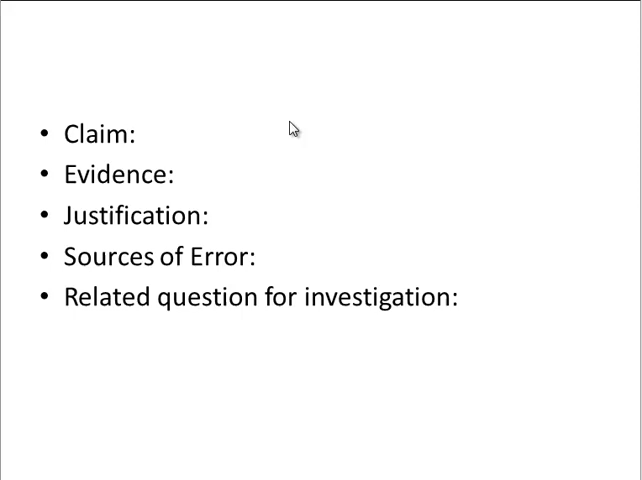 • Claim:
• Evidence:
• Justification:
• Sources of Error:
• Related question for investigation: